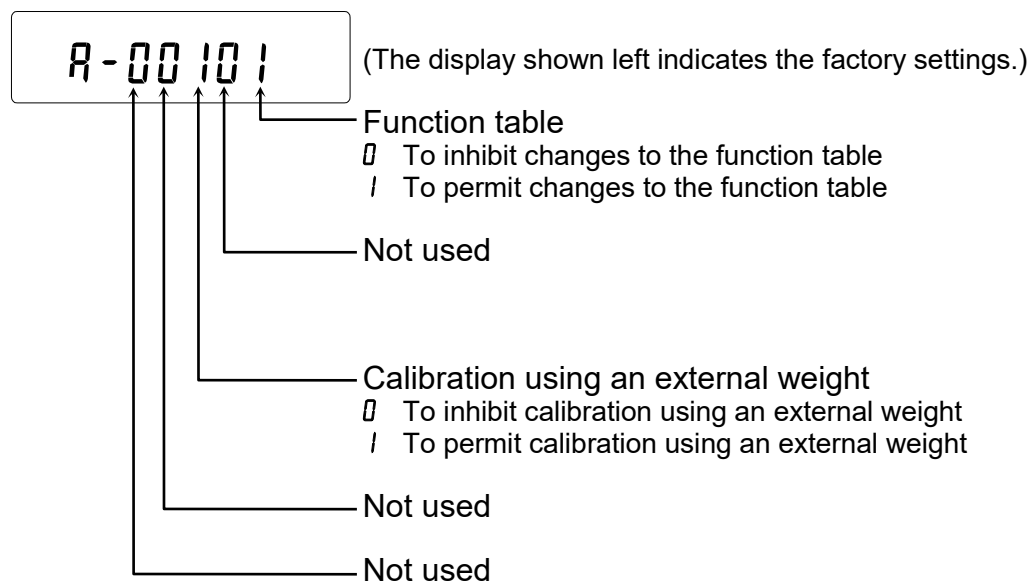 A-00101
(The display shown left indicates the factory settings.)
Function table
0 To inhibit changes to the function table
1 To permit changes to the function table
Not used
Calibration using an external weight
0 To inhibit calibration using an external weight
1 To permit calibration using an external weight
Not used
Not used